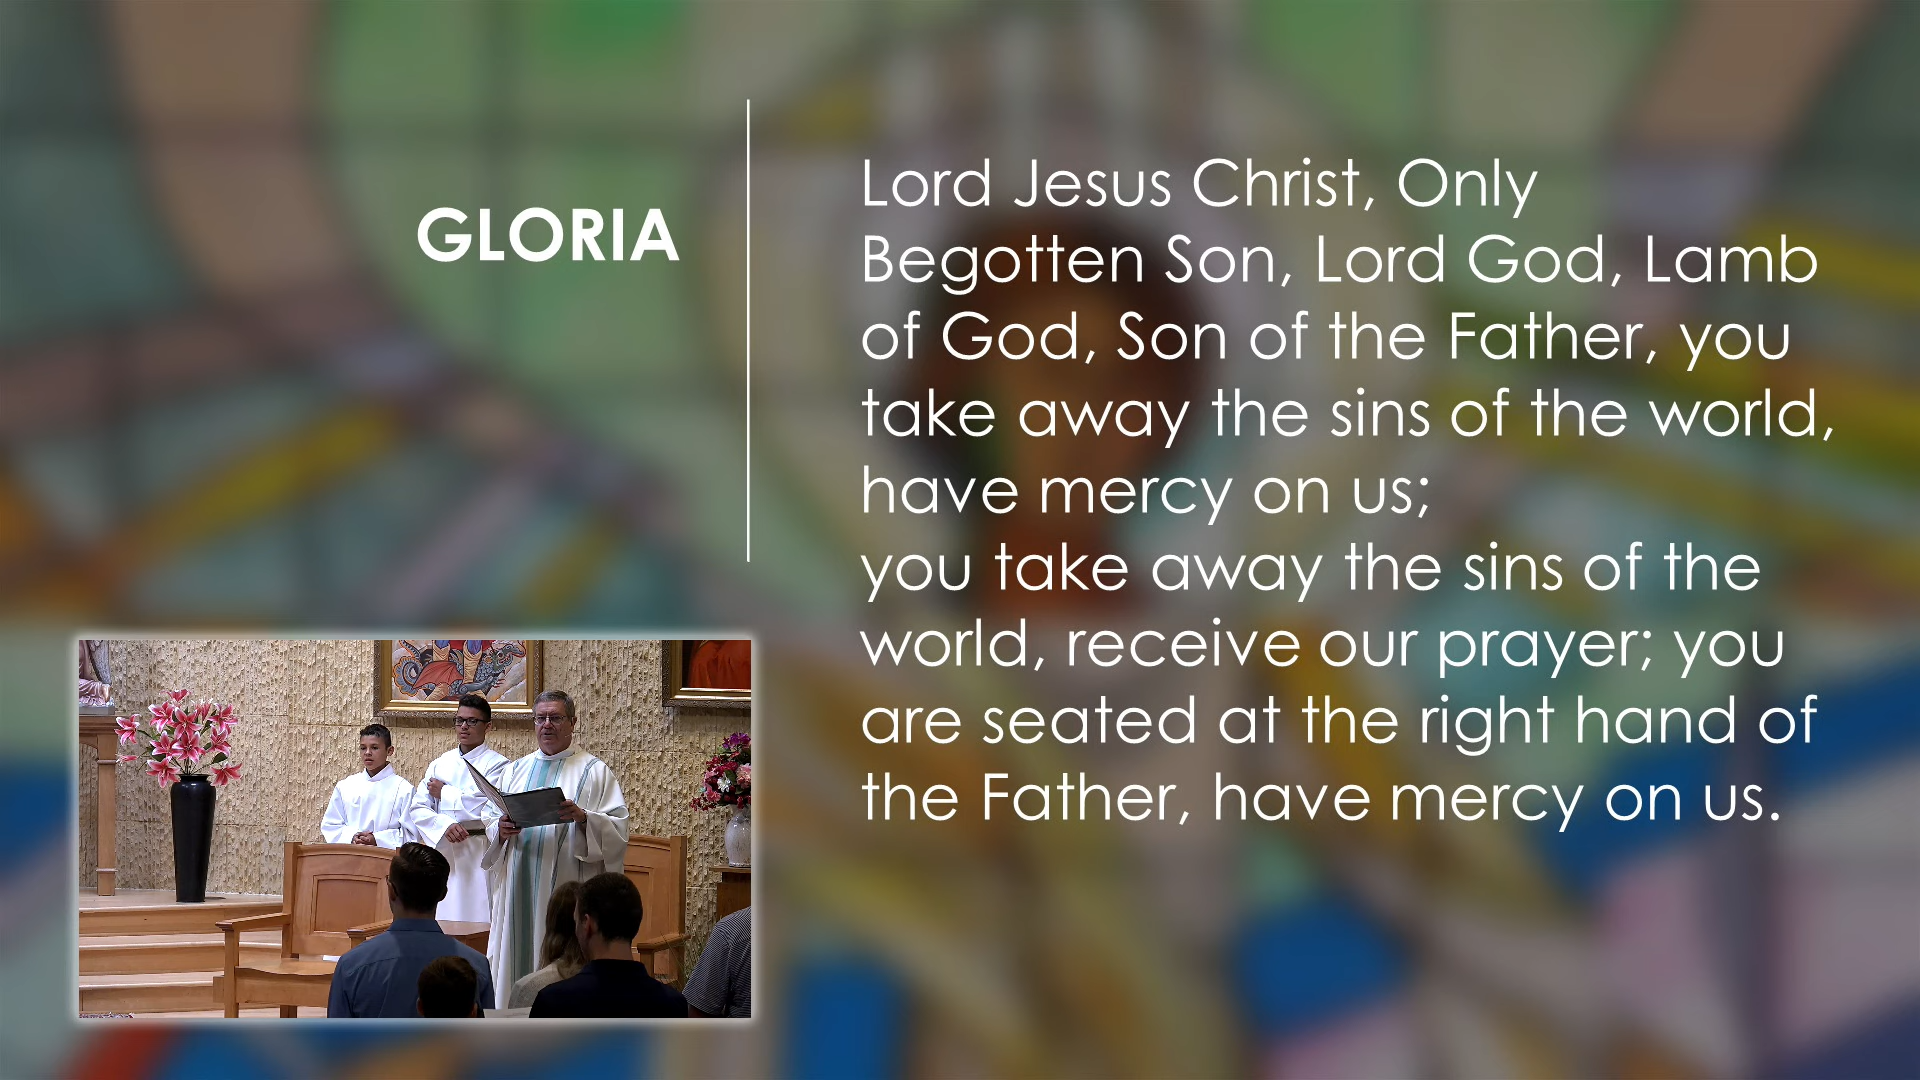 GLORIA
Lord Jesus Christ, Only
Begotten Son, Lord God, Lamb
of God, Son of the Father, you
take away the sins of the world,
have mercy on us;
you take away the sins of the
world, receive our prayer; you
are seated at the right hand of
the Father, have mercy on us.